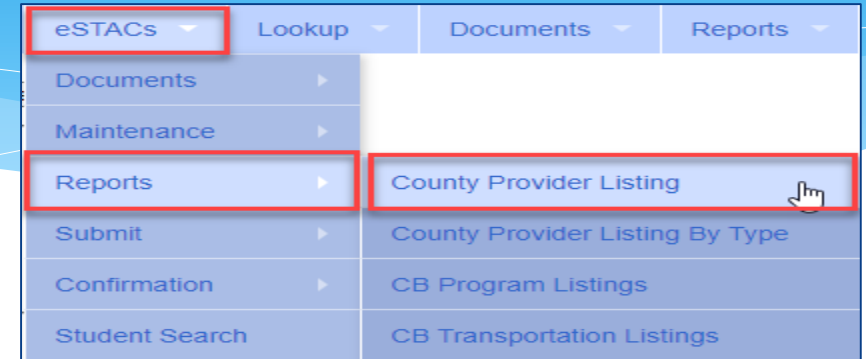 eSTACs Lookup Documents Reports
Documents
Maintenance
Reports County Provider Listing
Submit County Provider Listing By Type
Confirmation CB Program Listings
Student Search CB Transportation Listings